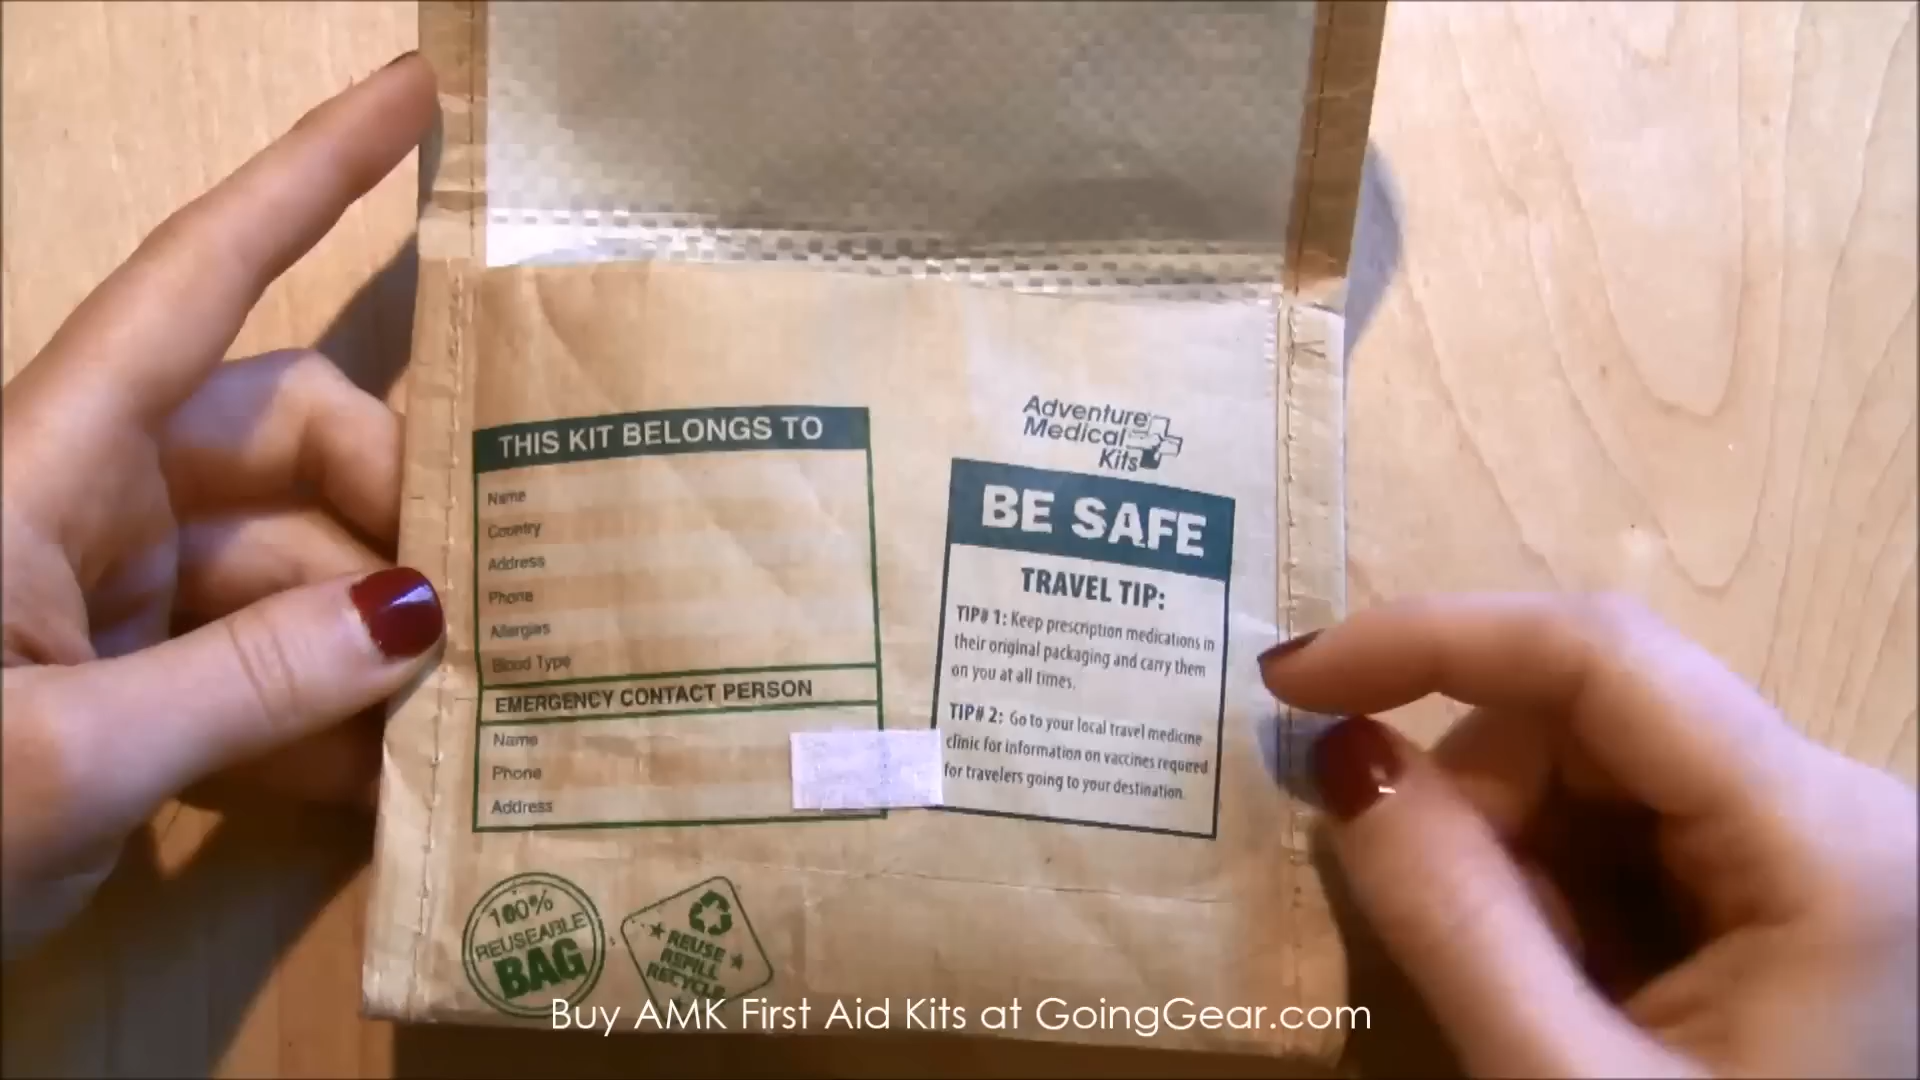 THIS KIT BELONGS TO
Name
Country
Address
Phone
Allergies
Blood Type
EMERGENCY CONTACT PERSON
Name
Phone
Address
Adventure
Medical
Kits
BE SAFE
TRAVEL TIP:
TIP# 1: Keep prescription medications in
their original packaging and carry them
on you at all times.
TIP# 2: Go to your local travel medicine
clinic for information on vaccines required
for travelers going to your destination.
100%
REUSEABLE
BAG
REUSE
REFILL
RECYCLE
Buy AMK First Aid Kits at GoingGear.com